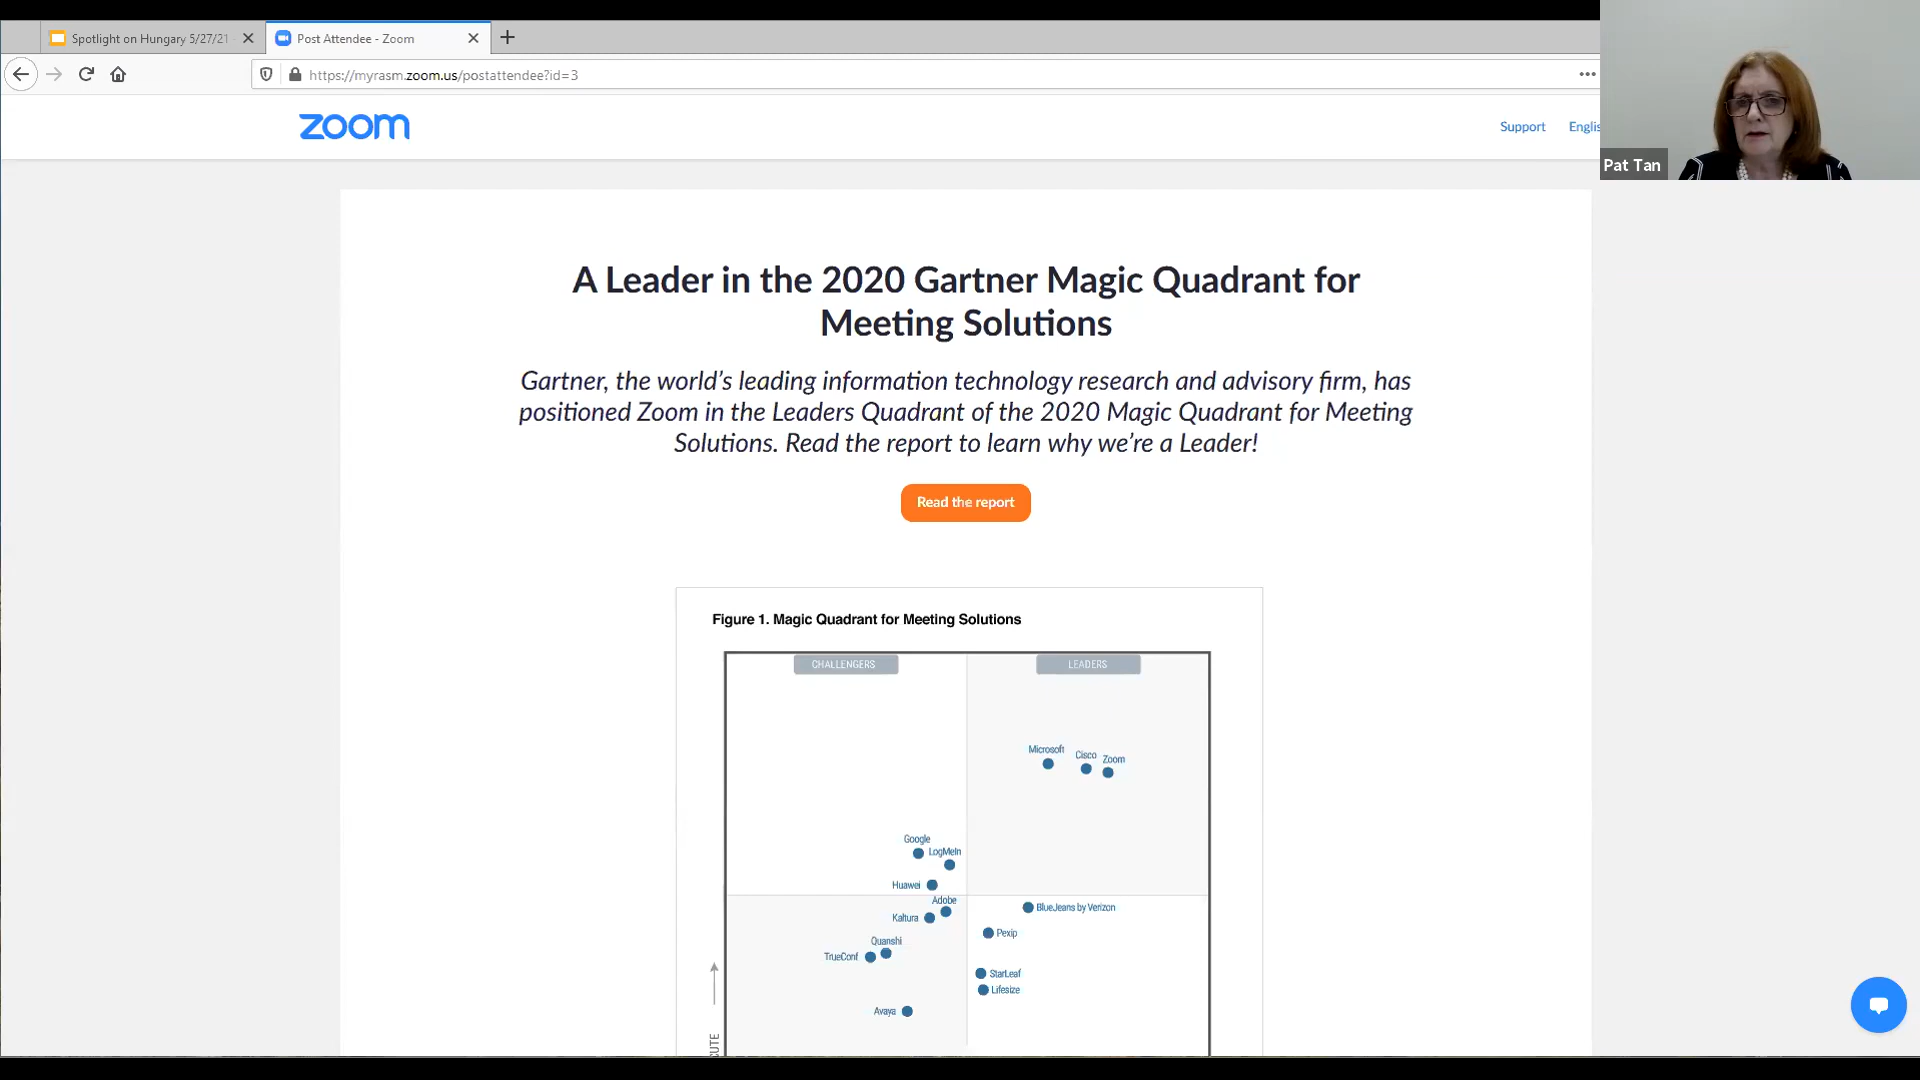 Spotlight on Hungary 5/27/21
Post Attendee - Zoom
https://myrasm.zoom.us/postattendee?id=3
zoom
Support
Englis
Pat Tan
A Leader in the 2020 Gartner Magic Quadrant for
Meeting Solutions
Gartner, the world's leading information technology research and advisory firm, has
positioned Zoom in the Leaders Quadrant of the 2020 Magic Quadrant for Meeting
Solutions. Read the report to learn why we're a Leader!
Read the report
Figure 1. Magic Quadrant for Meeting Solutions
CHALLENGERS
LEADERS
Microsoft
Cisco
Zoom
Google
LogMeIn
Huawei
Adobe
Kaltura
BlueJeans by Verizon
Pexip
Quanshi
TrueConf
StarLeaf
Lifesize
Avaya
CUTE